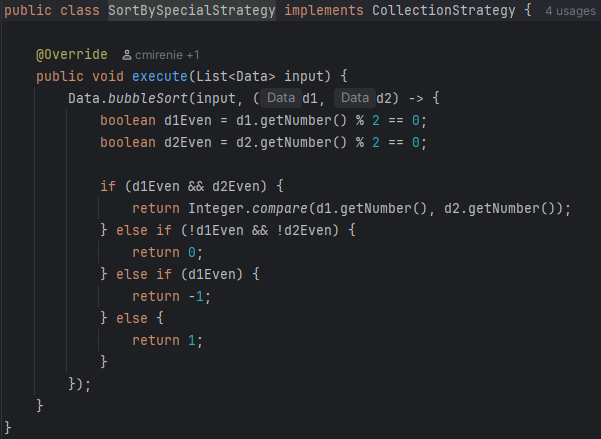 public class SortBySpecialStrategy implements CollectionStrategy { 4 usages
@Override cmirenie +1
public void execute(List<Data> input) {
Data.bubbleSort(input, (Data d1, Data d2) -> {
boolean d1Even = d1.getNumber() % 2 == 0;
boolean d2Even = d2.getNumber() % 2 == 0;
if (d1Even && d2Even) {
return Integer.compare(d1.getNumber(), d2.getNumber());
} else if (!d1Even && !d2Even) {
return 0;
} else if (d1Even) {
return -1;
} else {
return 1;
}
});
}
}